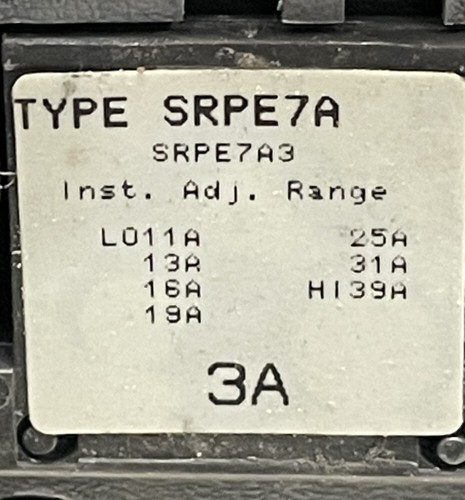 TYPE SRPE7A
SRPE7A3
Inst. Adj. Range
LO11A 25A
13A 31A
16A HI39A
19A
3A